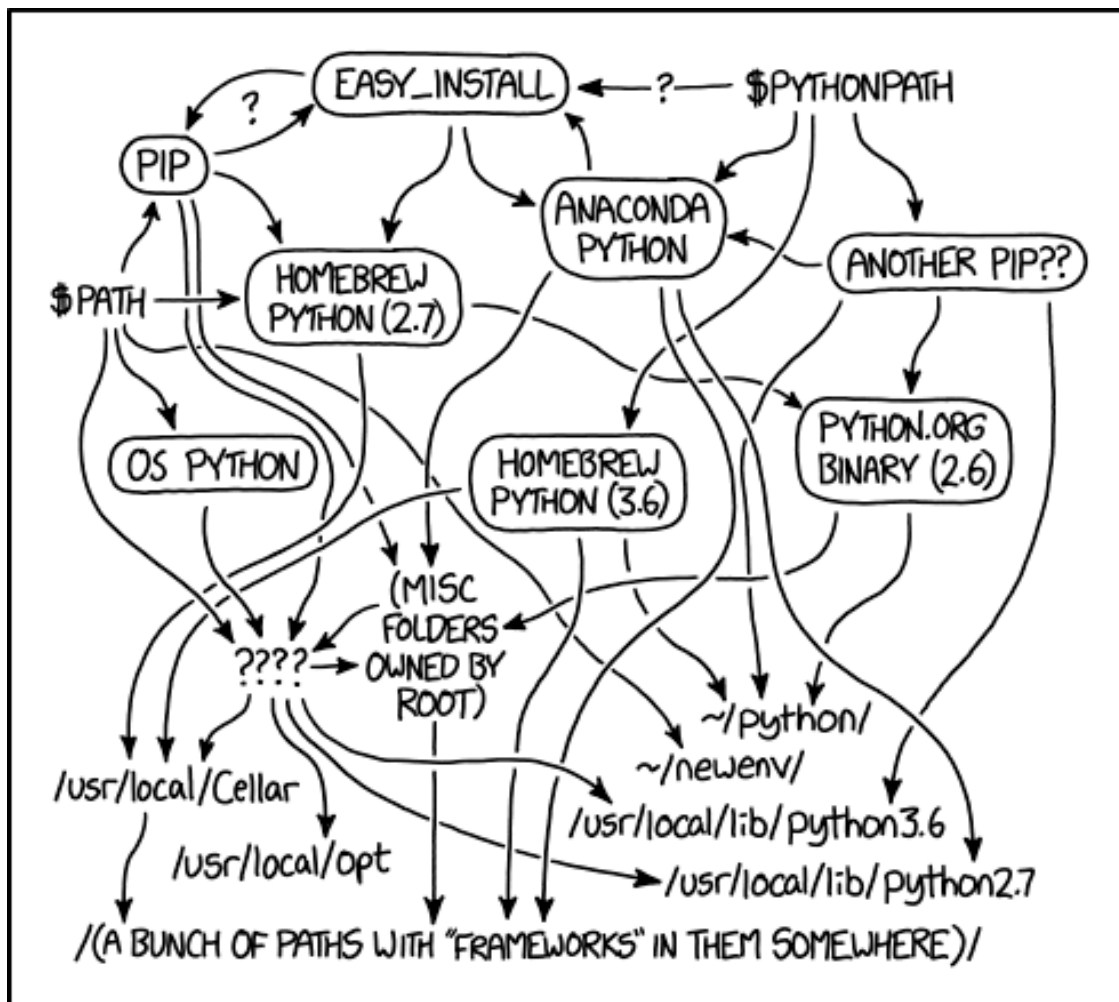 EASY_INSTALL
?
$PYTHONPATH
?
PIP
ANACONDA
PYTHON
ANOTHER PIP??
HOMEBREW
PYTHON (2.7)
$PATH
OS PYTHON
HOMEBREW
PYTHON (3.6)
PYTHON.ORG
BINARY (2.6)
(MISC
FOLDERS
OWNED BY
ROOT)
????
~/python/
~/newenv/
/usr/local/Cellar
/usr/local/lib/python3.6
/usr/local/opt
/usr/local/lib/python2.7
/(A BUNCH OF PATHS WITH "FRAMEWORKS" IN THEM SOMEWHERE)/